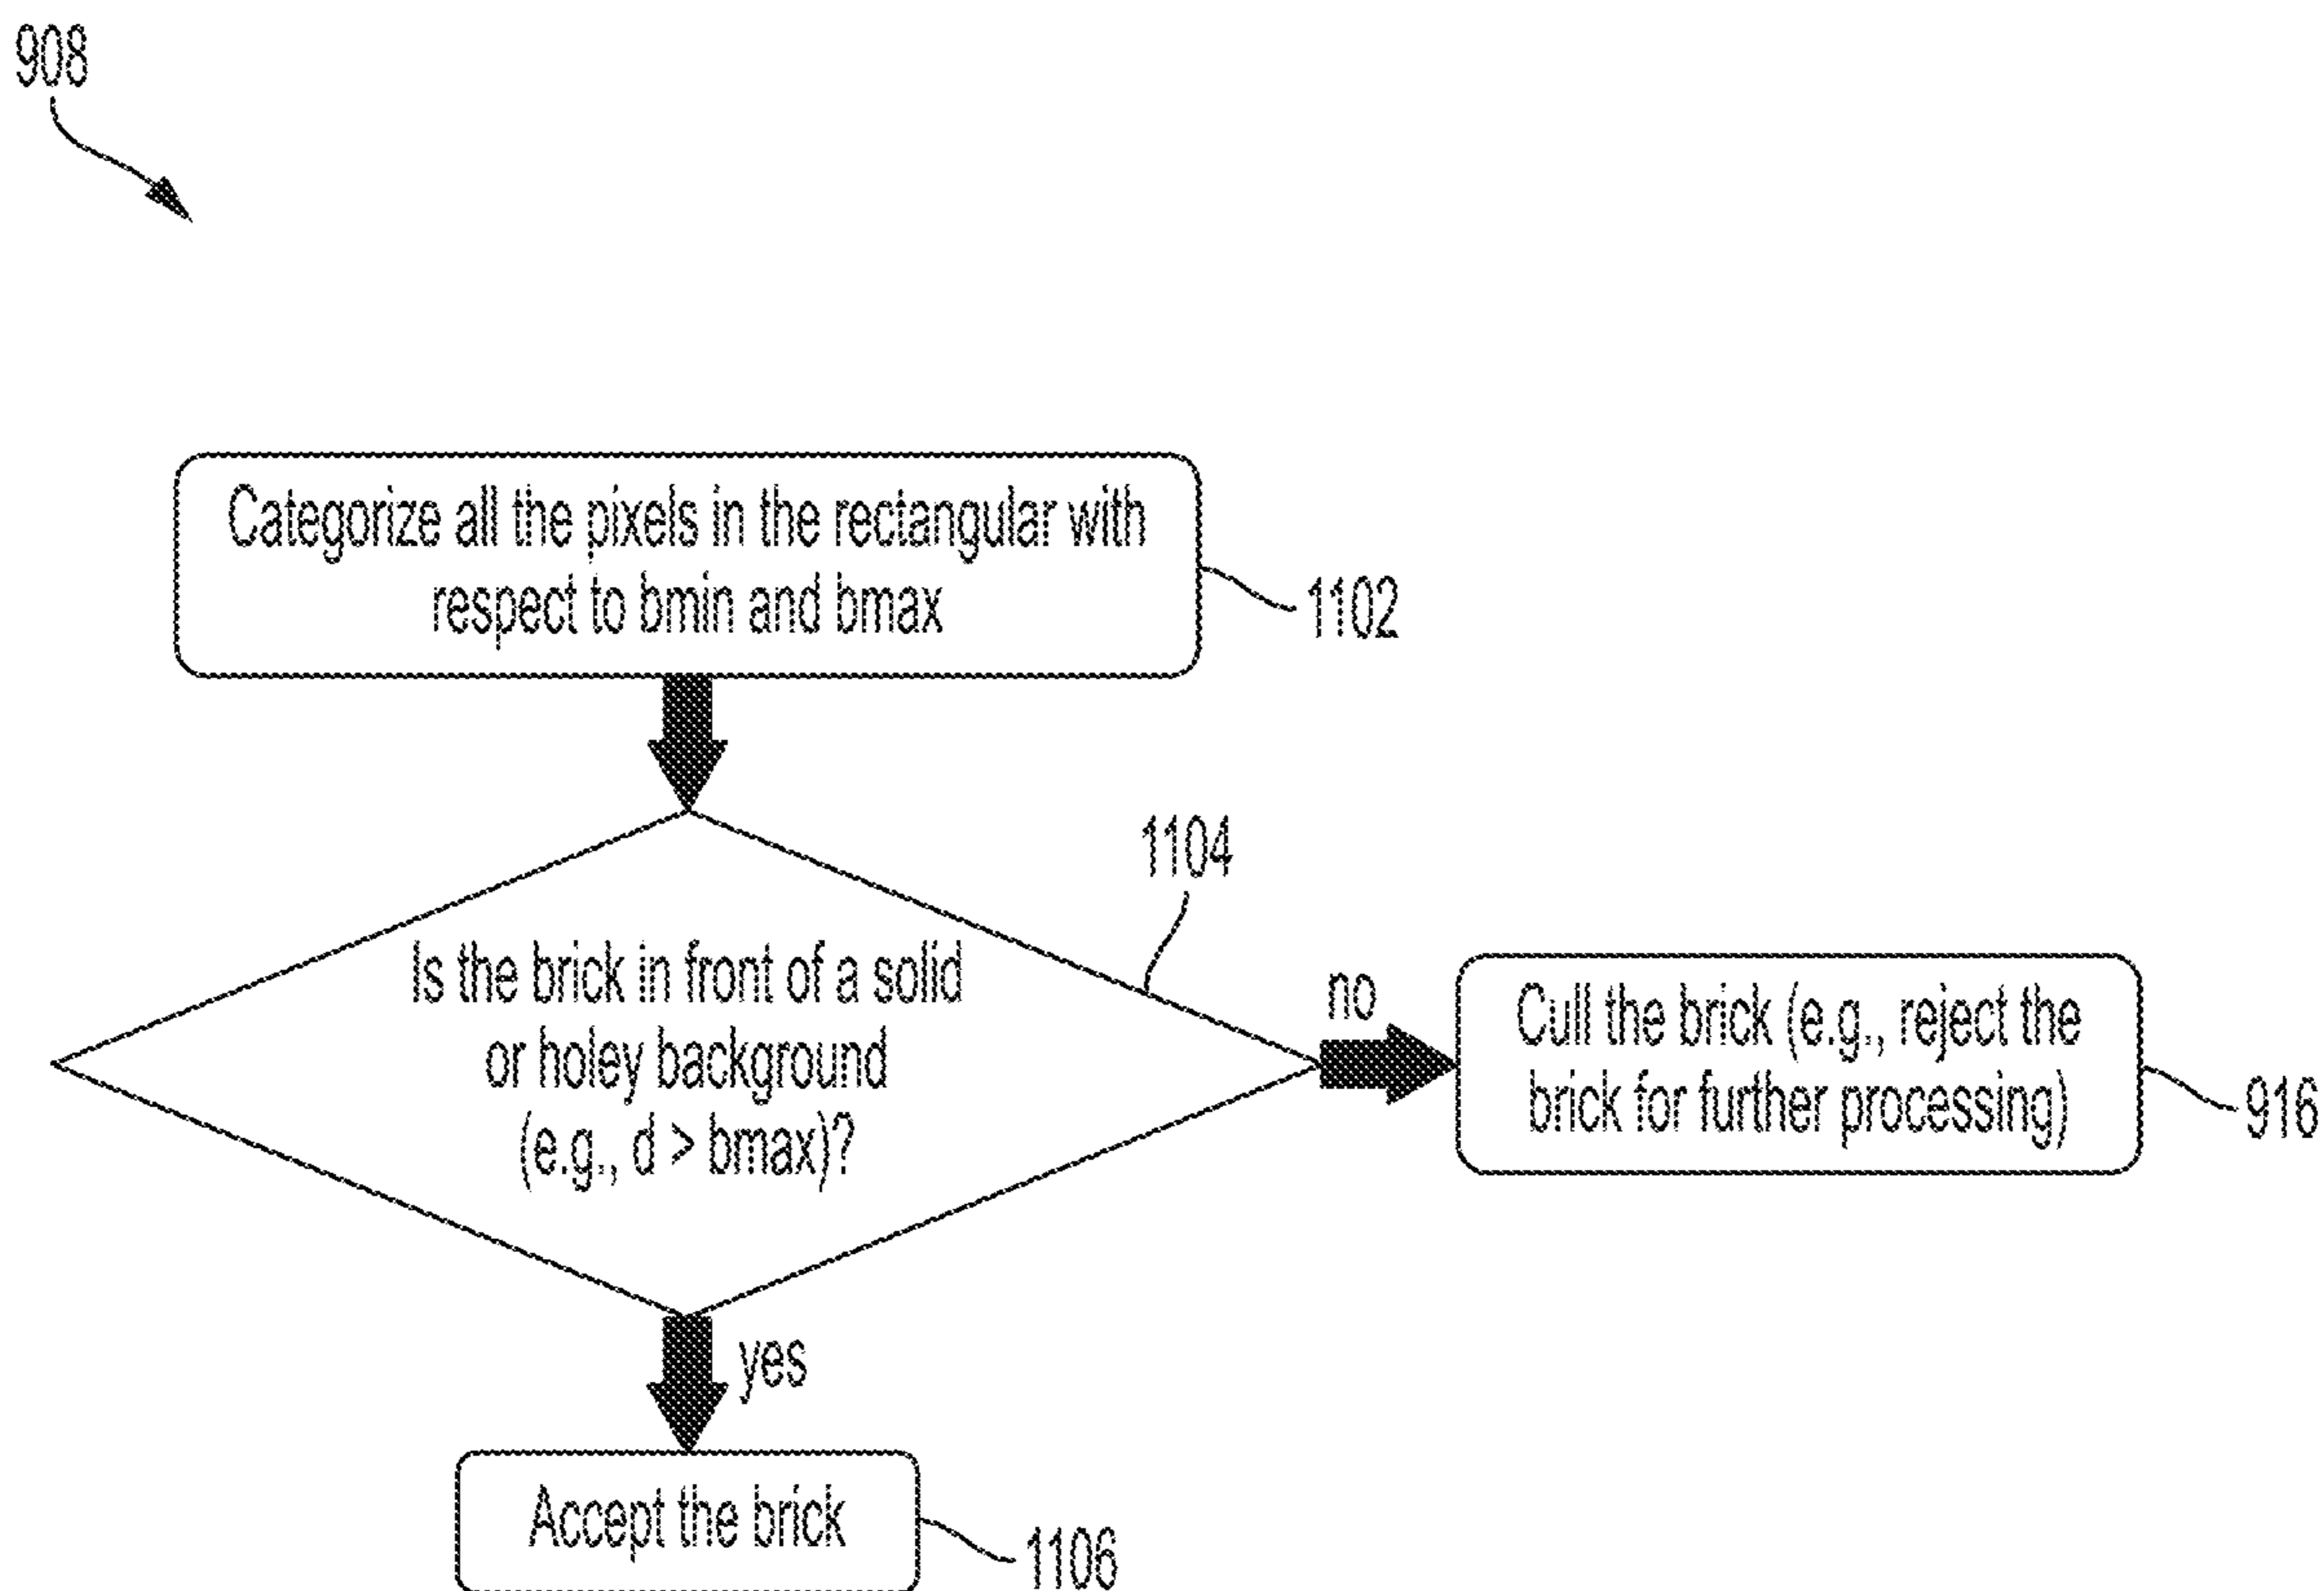 908
Categorize all the pixels in the rectangular with
respect to bmin and bmax
1102
1104
Is the brick in front of a solid
or holey background
(e.g., d > bmax)?
no
Cull the brick (e.g., reject the
brick for further processing)
916
yes
Accept the brick
1106